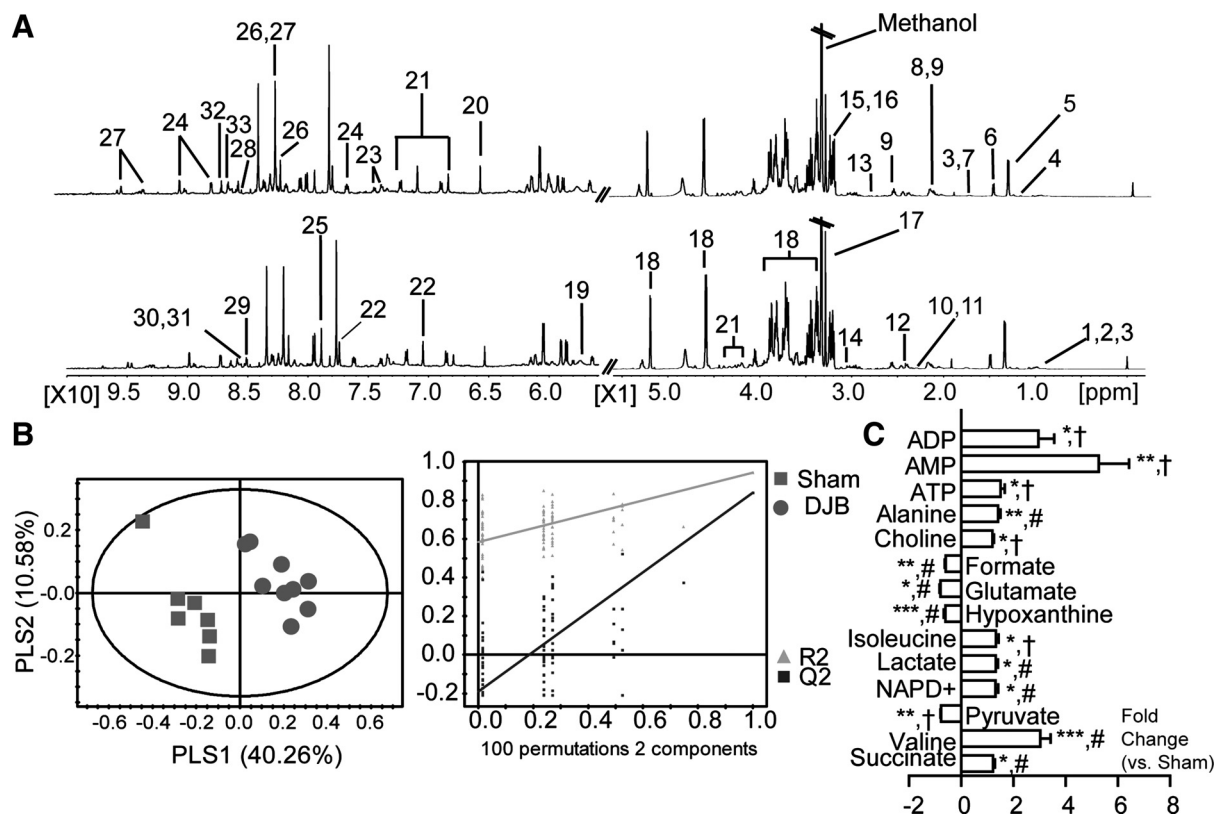 A
Methanol
26,27
8,9
21
5
24
32
15,16
20
33
24
6
27
26
9
3,7
28
23
13
4
25
17
18
18
18
22
19
29
22
10,11
30,31
21
14
12
1,2,3
[X10] 9.5 9.0 8.5 8.0 7.5 7.0 6.5 6.0 [X1] 5.0 4.0 3.0 2.0 1.0 [ppm]
B
PLS2 (10.58%)
0.2
-0.0
-0.2
-0.6 -0.4 -0.2 0.0 0.2 0.4 0.6
PLS1 (40.26%)
Sham
DJB
1.0
0.8
0.6
0.4
0.2
0.0
-0.2
0.0 0.2 0.4 0.6 0.8 1.0
100 permutations 2 components
R2
Q2
C
ADP *,†
AMP **,†
ATP *,†
Alanine **,#
Choline *,†
**,# Formate
*,# Glutamate
***,# Hypoxanthine
Isoleucine *,†
Lactate *,#
NAPD+ *,#
**,† Pyruvate
Valine ***,#
Succinate *,#
Fold
Change
(vs. Sham)
-2 0 2 4 6 8